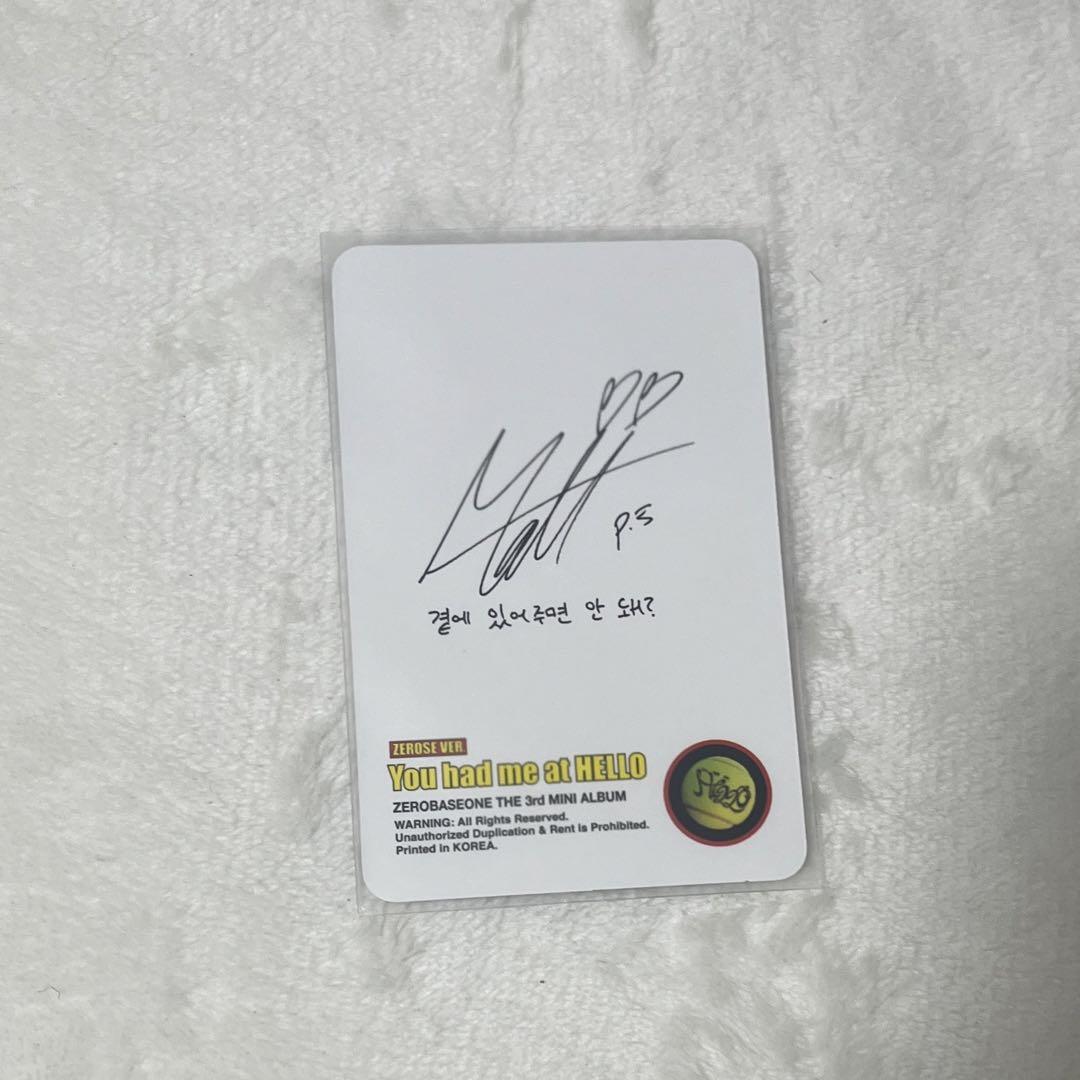 Matt
P.S
곁에 있어주면 안 돼?
ZEROSE VER.
You had me at HELLO
ZEROBASEONE THE 3rd MINI ALBUM
WARNING: All Rights Reserved.
Unauthorized Duplication & Rent is Prohibited.
Printed in KOREA.